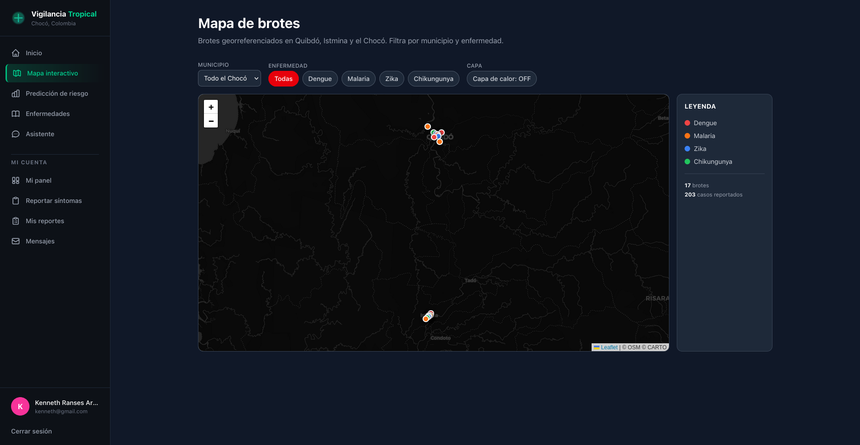 Vigilancia Tropical
Chocó, Colombia
Inicio
Mapa interactivo
Predicción de riesgo
Enfermedades
Asistente
MI CUENTA
Mi panel
Reportar síntomas
Mis reportes
Mensajes
K
Kenneth Ranses Ar...
kenneth@gmail.com
Cerrar sesión
Mapa de brotes
Brotes georreferenciados en Quibdó, Istmina y el Chocó. Filtra por municipio y enfermedad.
MUNICIPIO
Todo el Chocó
ENFERMEDAD
Todas
Dengue
Malaria
Zika
Chikungunya
CAPA
Capa de calor: OFF
+
−
RISARA
Leaflet | © OSM © CARTO
LEYENDA
Dengue
Malaria
Zika
Chikungunya
17 brotes
203 casos reportados